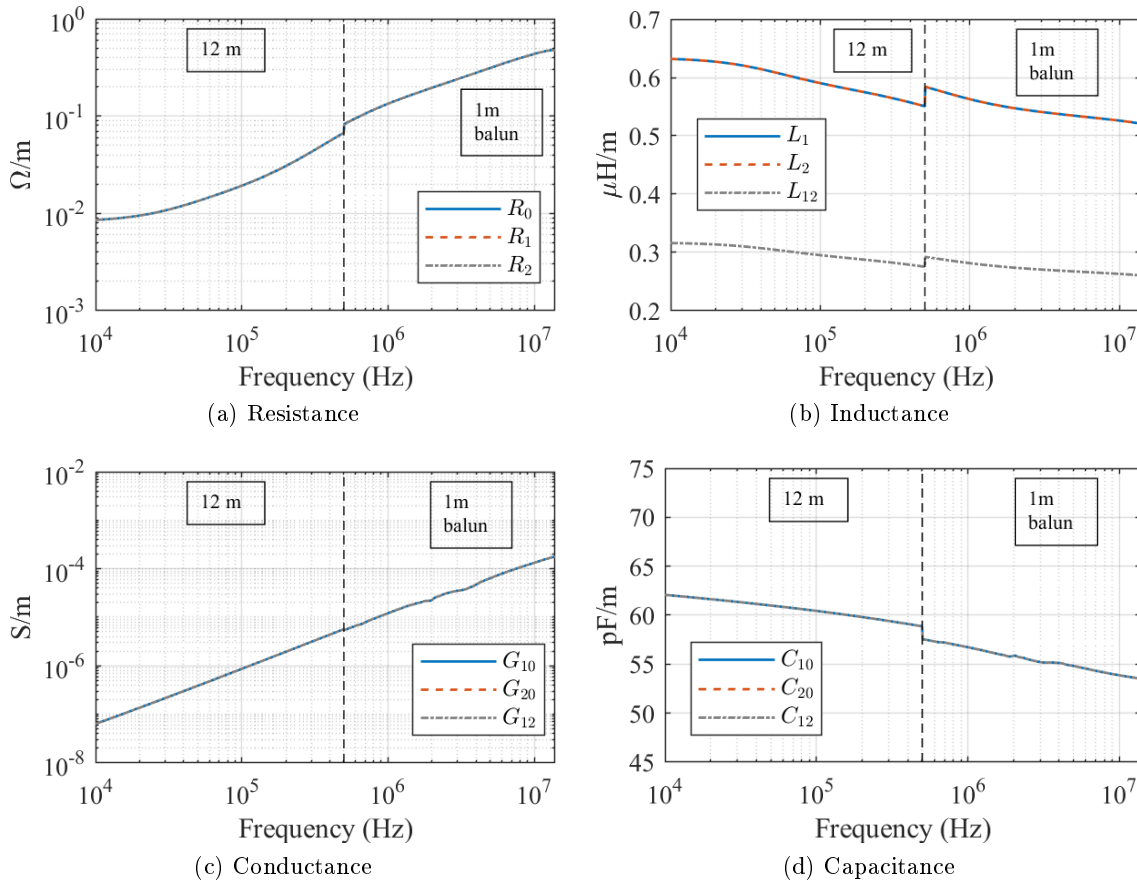 10^0
10^-1
10^-2
10^-3
Ω/m
12 m
1m
balun
R_0
R_1
R_2
10^4
10^5
10^6
10^7
Frequency (Hz)
(a) Resistance
0.7
0.6
0.5
0.4
0.3
0.2
μH/m
12 m
1m
balun
L_1
L_2
L_12
10^4
10^5
10^6
10^7
Frequency (Hz)
(b) Inductance
10^-2
10^-4
10^-6
10^-8
S/m
12 m
1m
balun
G_10
G_20
G_12
10^4
10^5
10^6
10^7
Frequency (Hz)
(c) Conductance
75
70
65
60
55
50
45
pF/m
12 m
1m
balun
C_10
C_20
C_12
10^4
10^5
10^6
10^7
Frequency (Hz)
(d) Capacitance